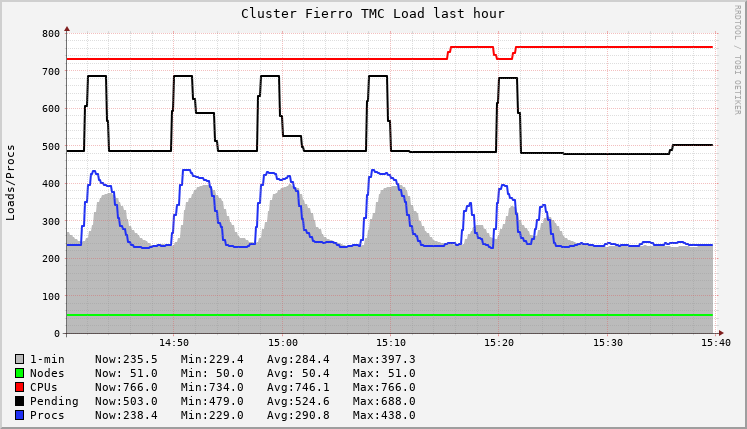 Cluster Fierro TMC Load last hour
RRDTOOL / TOBI OETIKER
Loads/Procs
800
700
600
500
400
300
200
100
0
14:50 15:00 15:10 15:20 15:30 15:40
1-min Now:235.5 Min:229.4 Avg:284.4 Max:397.3
Nodes Now: 51.0 Min: 50.0 Avg: 50.4 Max: 51.0
CPUs Now:766.0 Min:734.0 Avg:746.1 Max:766.0
Pending Now:503.0 Min:479.0 Avg:524.6 Max:688.0
Procs Now:238.4 Min:229.0 Avg:290.8 Max:438.0